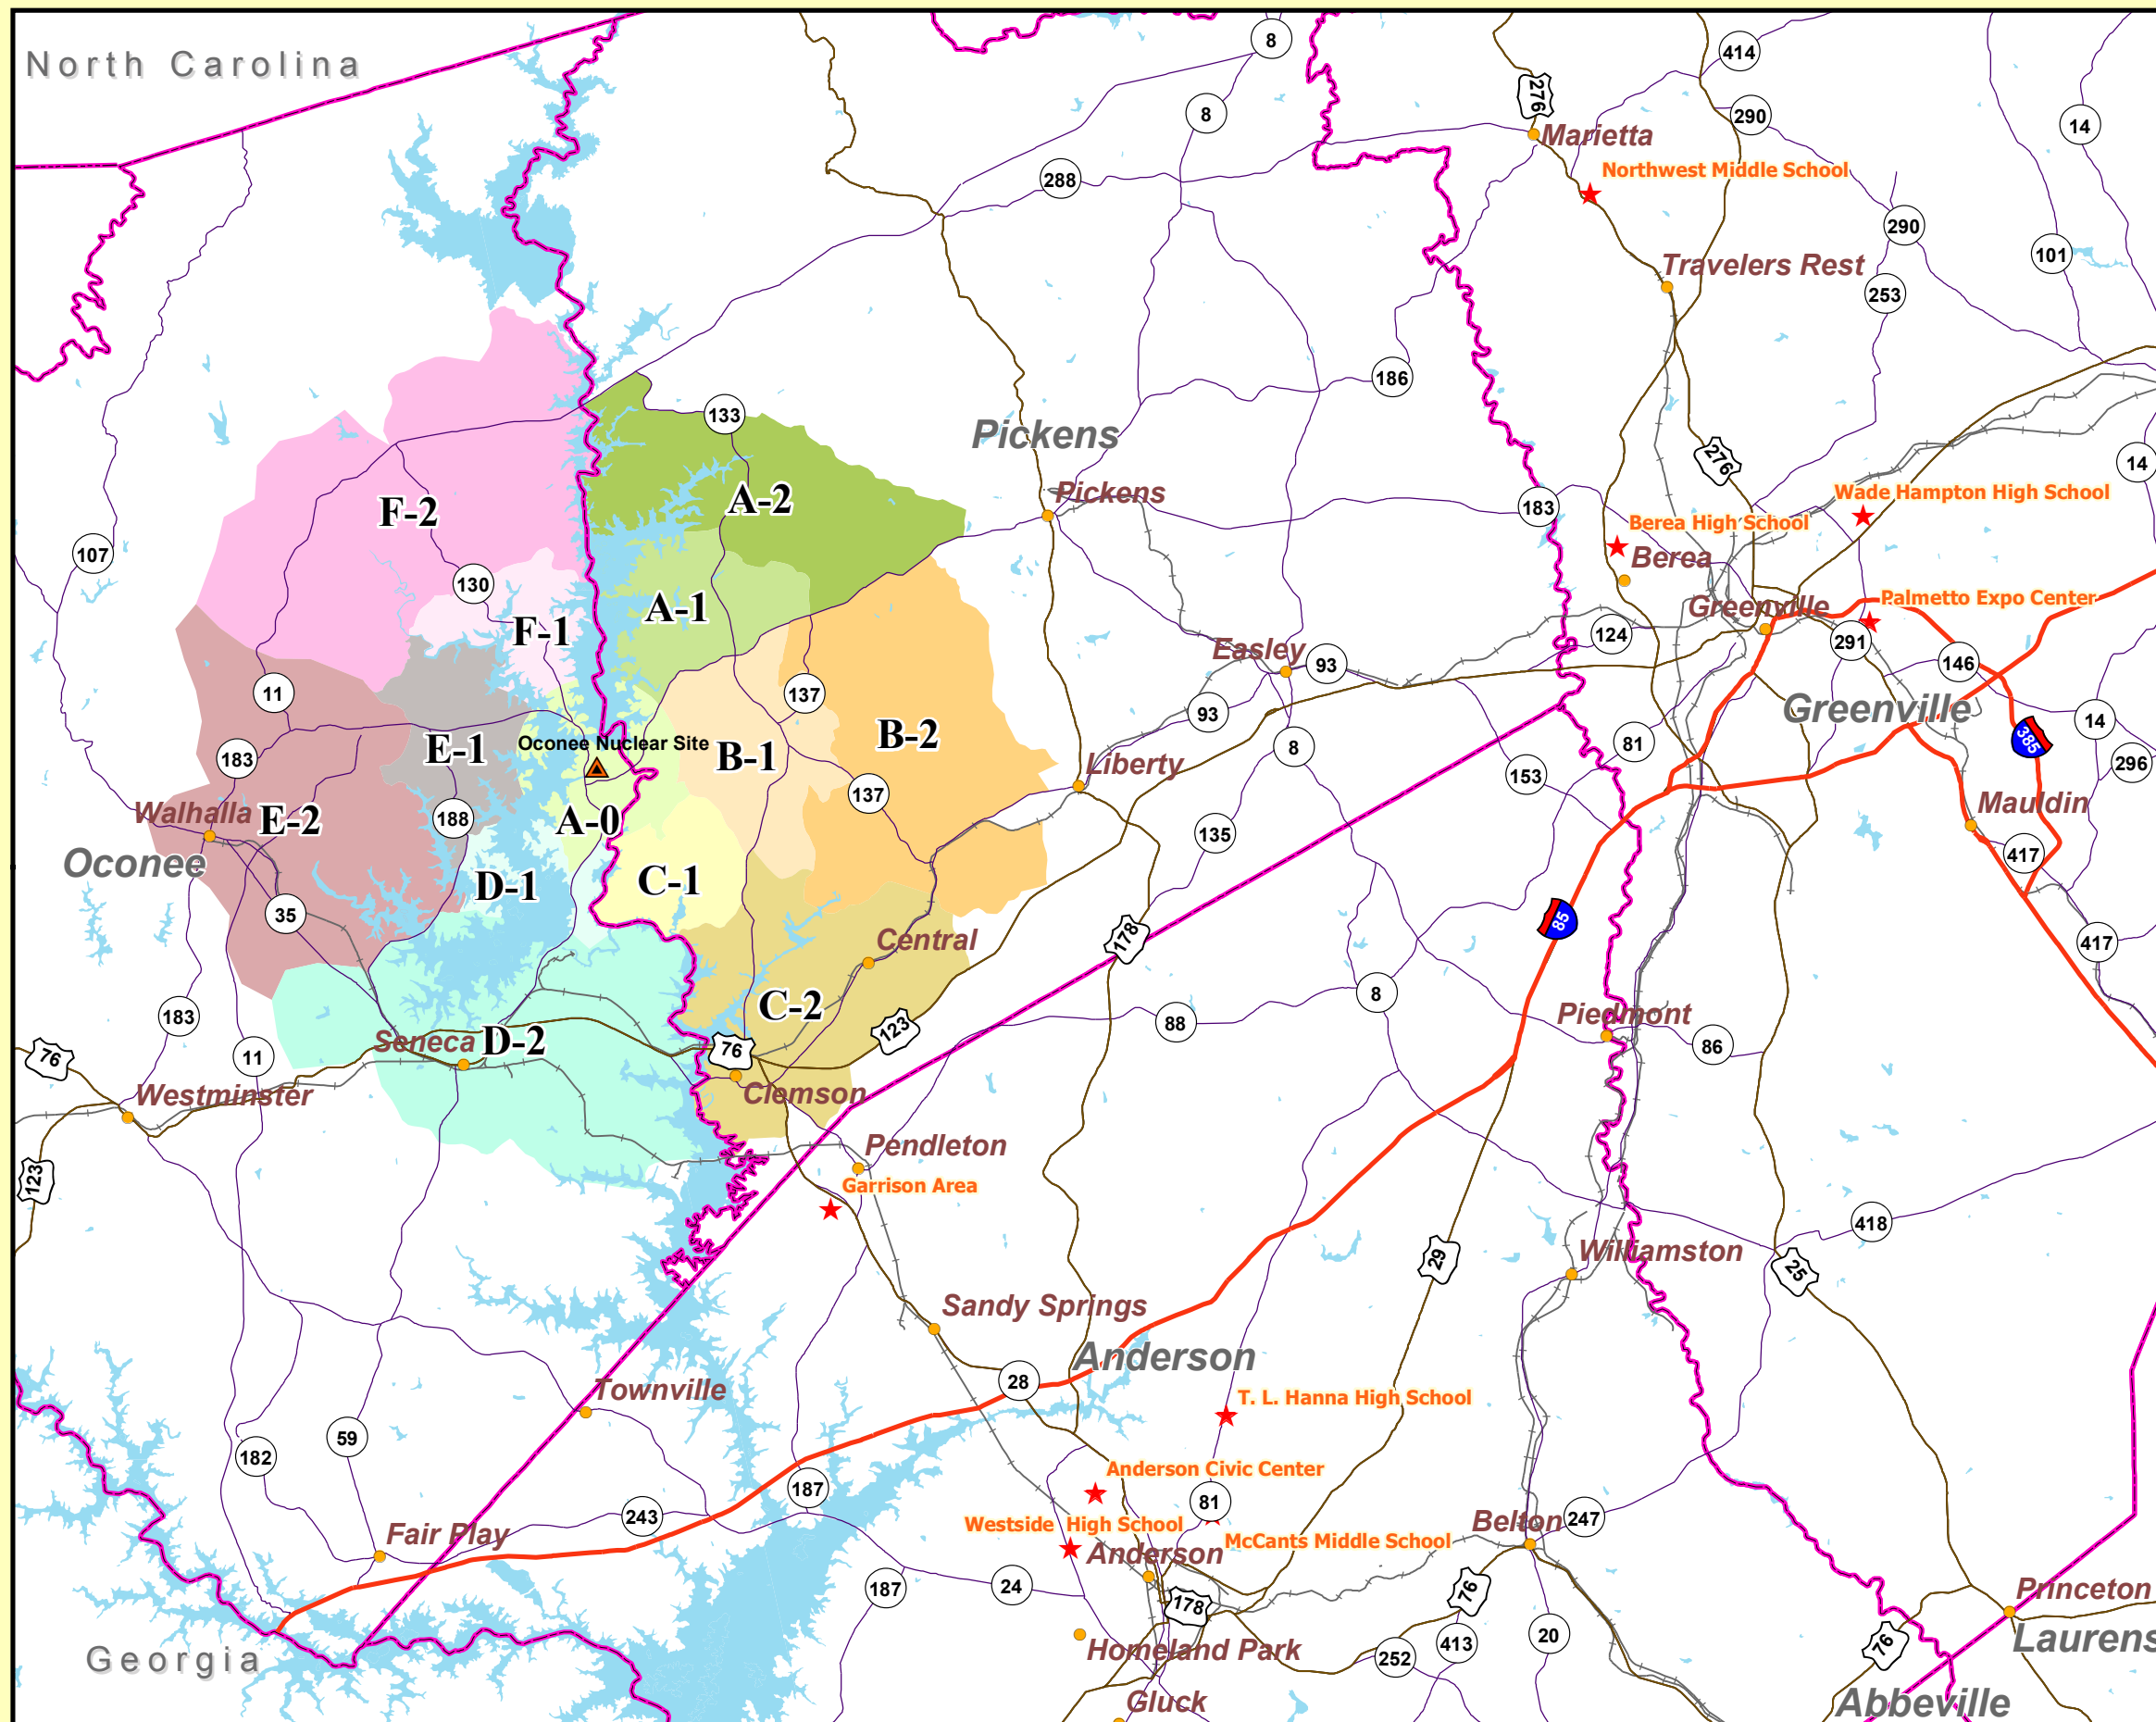 North Carolina
8
414
276
8
290
14
Marietta
Northwest Middle School
288
290
101
Travelers Rest
253
186
133
Pickens
276
14
A-2
F-2
Pickens
183
Wade Hampton High School
Berea High School
107
Berea
130
A-1
Greenville
Palmetto Expo Center
F-1
124
291
Easley
93
146
11
137
93
Greenville
14
E-1
Oconee Nuclear Site
B-1
B-2
8
81
385
183
Liberty
153
296
137
Walhalla
E-2
188
A-0
135
Mauldin
Oconee
417
D-1
C-1
35
85
Central
178
417
C-2
8
183
123
88
Piedmont
Seneca
D-2
76
86
76
11
Westminster
Clemson
Pendleton
123
Garrison Area
418
Williamston
29
25
Sandy Springs
Anderson
28
Townville
T. L. Hanna High School
59
182
Anderson Civic Center
187
81
243
Westside High School
Belton
247
Fair Play
McCants Middle School
Anderson
187
24
76
Princeton
178
Georgia
Homeland Park
252
413
20
76
Laurens
Gluck
Abbeville